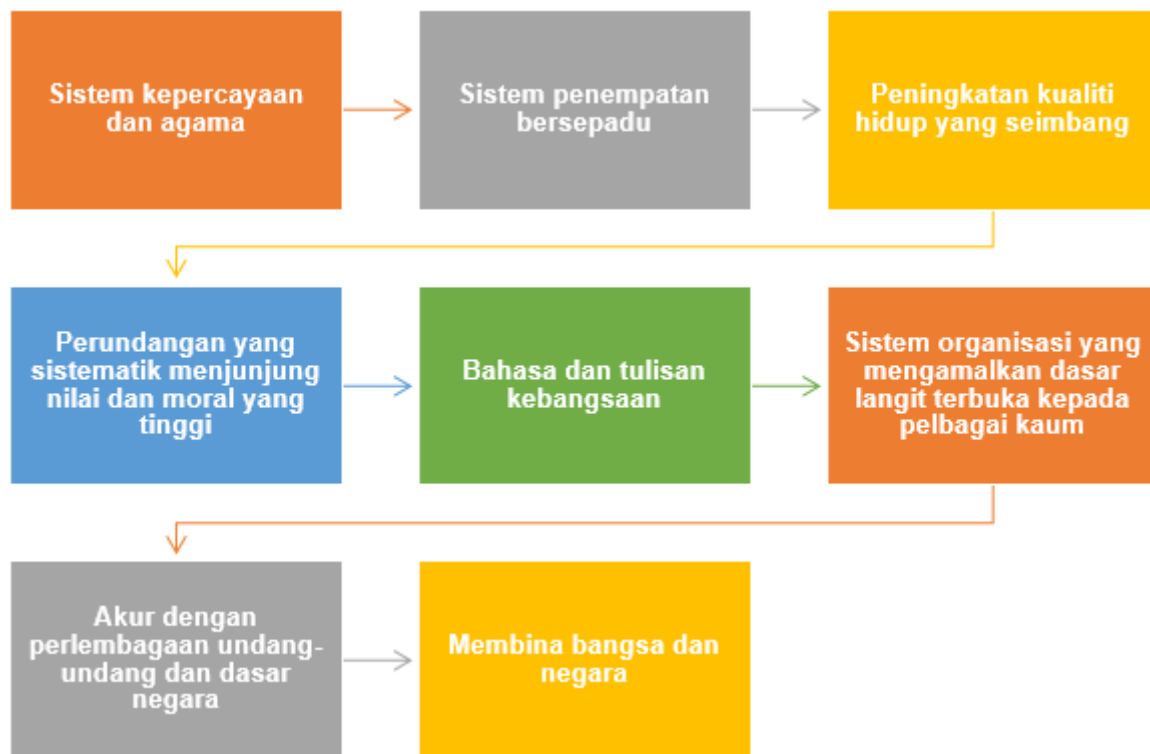 Sistem kepercayaan
dan agama
Sistem penempatan
bersepadu
Peningkatan kualiti
hidup yang seimbang
Perundangan yang
sistematik menjunjung
nilai dan moral yang
tinggi
Bahasa dan tulisan
kebangsaan
Sistem organisasi yang
mengamalkan dasar
langit terbuka kepada
pelbagai kaum
Akur dengan
perlembagaan undang-
undang dan dasar
negara
Membina bangsa dan
negara